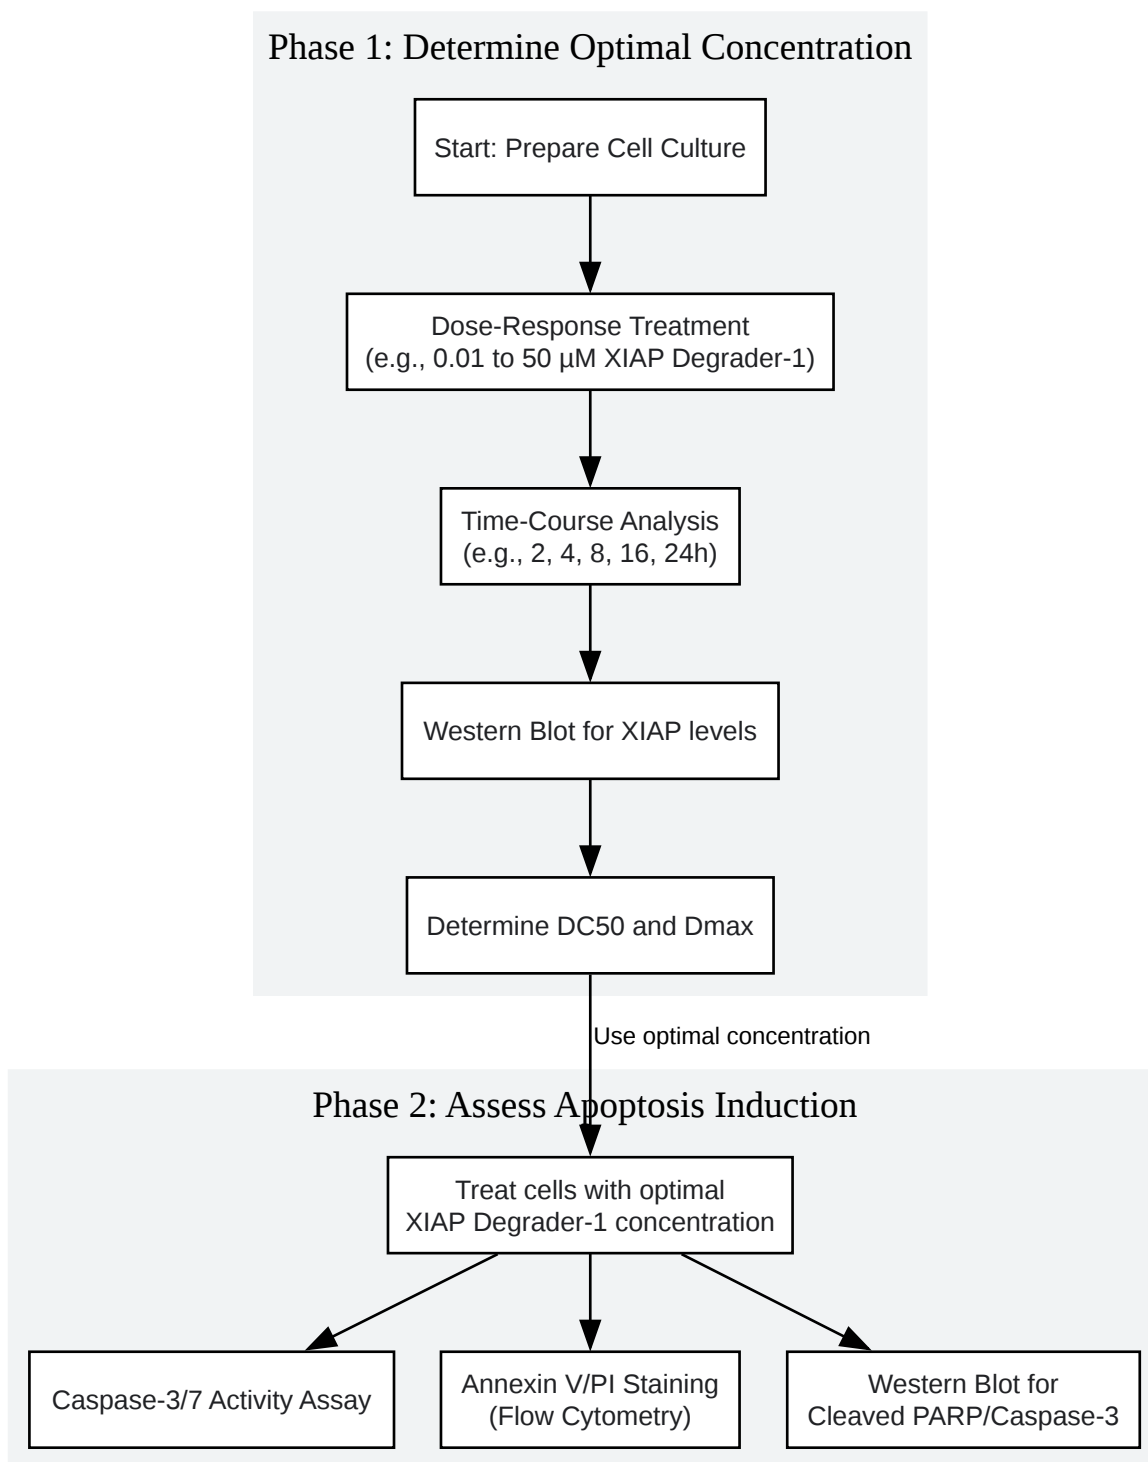 Phase 1: Determine Optimal Concentration
Start: Prepare Cell Culture
Dose-Response Treatment
(e.g., 0.01 to 50 µM XIAP Degrader-1)
Time-Course Analysis
(e.g., 2, 4, 8, 16, 24h)
Western Blot for XIAP levels
Determine DC50 and Dmax
Use optimal concentration
Phase 2: Assess Apoptosis Induction
Treat cells with optimal
XIAP Degrader-1 concentration
Caspase-3/7 Activity Assay
Annexin V/PI Staining
(Flow Cytometry)
Western Blot for
Cleaved PARP/Caspase-3